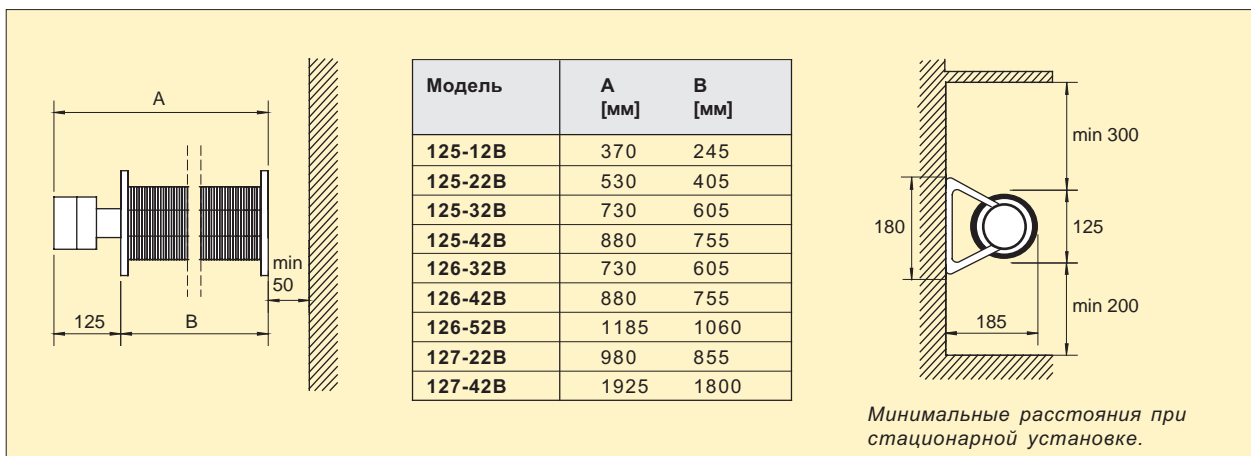 A
min
50
125
B
Модель A B
[мм] [мм]
125-12B 370 245
125-22B 530 405
125-32B 730 605
125-42B 880 755
126-32B 730 605
126-42B 880 755
126-52B 1185 1060
127-22B 980 855
127-42B 1925 1800
min 300
180
125
min 200
185
Минимальные расстояния при
стационарной установке.